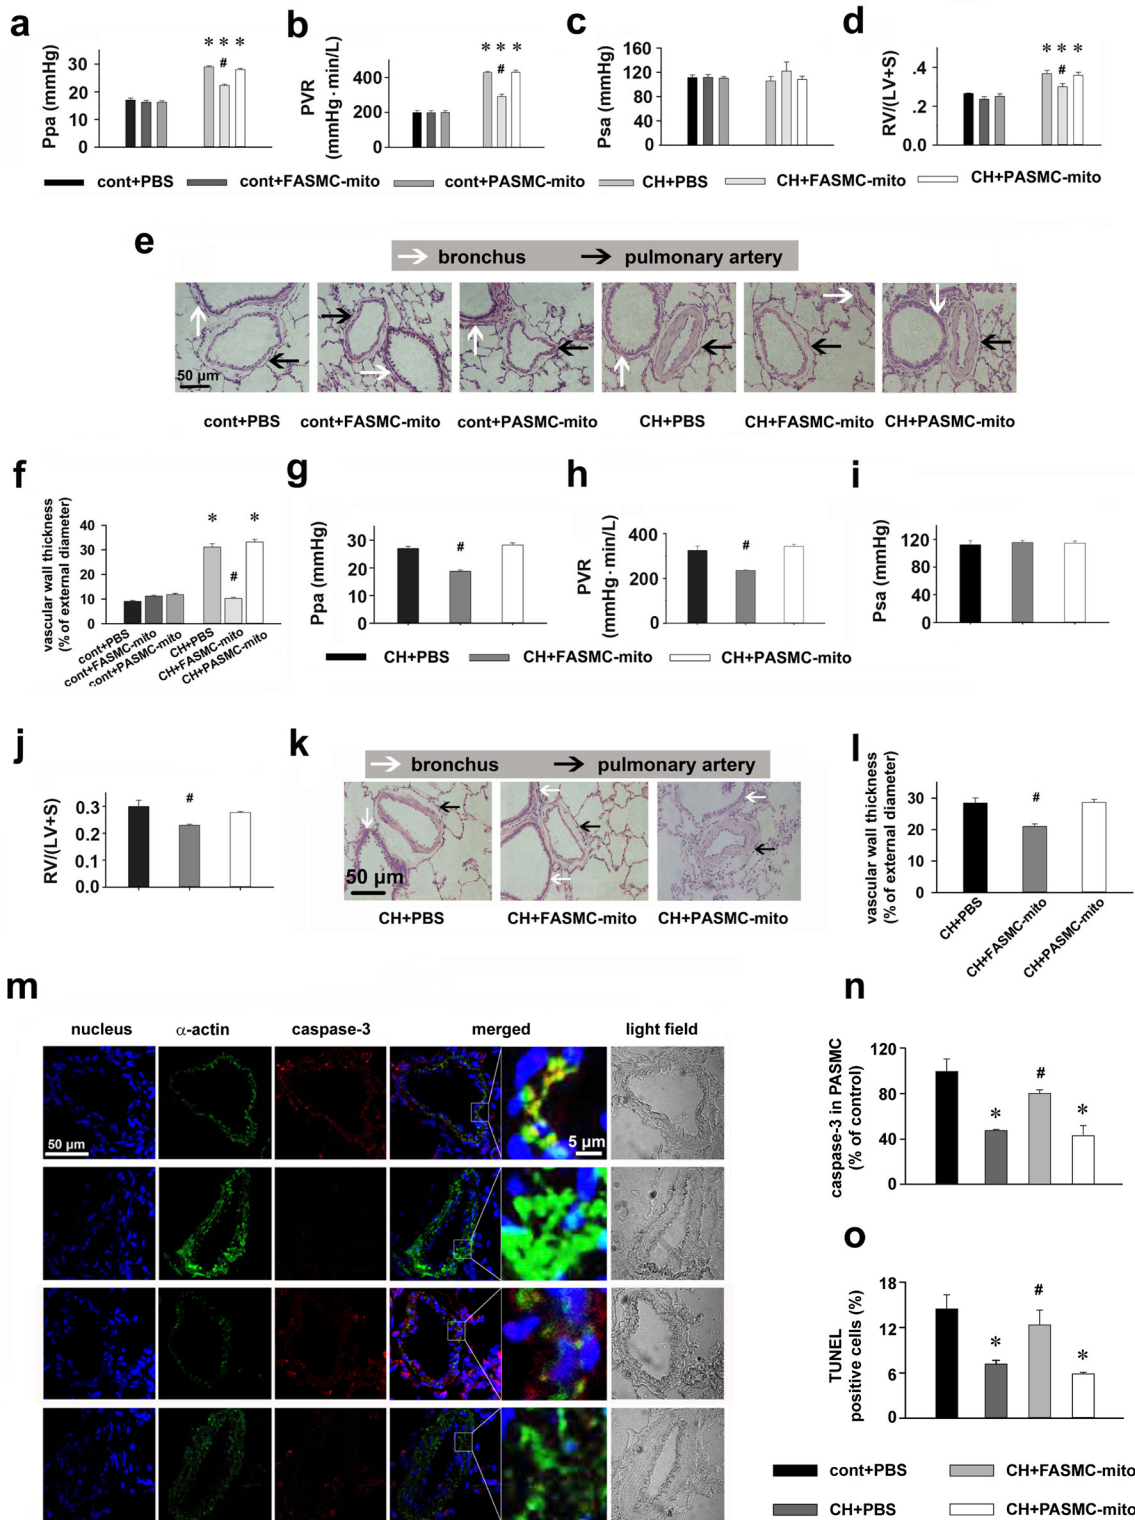 a
Ppa (mmHg)
30
20
10
0
* * *
#
b
PVR
(mmHg·min/L)
400
200
0
* * *
#
c
Psa (mmHg)
160
120
80
40
0
d
RV/(LV+S)
.4
.2
0.0
* * *
#
cont+PBS
cont+FASMC-mito
cont+PASMC-mito
CH+PBS
CH+FASMC-mito
CH+PASMC-mito
e
bronchus
pulmonary artery
50 µm
cont+PBS
cont+FASMC-mito
cont+PASMC-mito
CH+PBS
CH+FASMC-mito
CH+PASMC-mito
f
vascular wall thickness
(% of external diameter)
40
30
20
10
0
*
#
*
cont+PBS
cont+FASMC-mito
cont+PASMC-mito
CH+PBS
CH+FASMC-mito
CH+PASMC-mito
g
Ppa (mmHg)
30
20
10
0
#
h
PVR
(mmHg·min/L)
400
200
0
#
i
Psa (mmHg)
120
80
40
0
CH+PBS
CH+FASMC-mito
CH+PASMC-mito
j
RV/(LV+S)
0.3
0.2
0.1
0.0
#
k
bronchus
pulmonary artery
50 µm
CH+PBS
CH+FASMC-mito
CH+PASMC-mito
l
vascular wall thickness
(% of external diameter)
30
20
10
0
#
CH+PBS
CH+FASMC-mito
CH+PASMC-mito
m
nucleus
α-actin
caspase-3
merged
light field
50 µm
5 µm
n
caspase-3 in PASMC
(% of control)
120
80
40
0
*
#
*
o
TUNEL
positive cells (%)
18
12
6
0
*
#
*
cont+PBS
CH+FASMC-mito
CH+PBS
CH+PASMC-mito